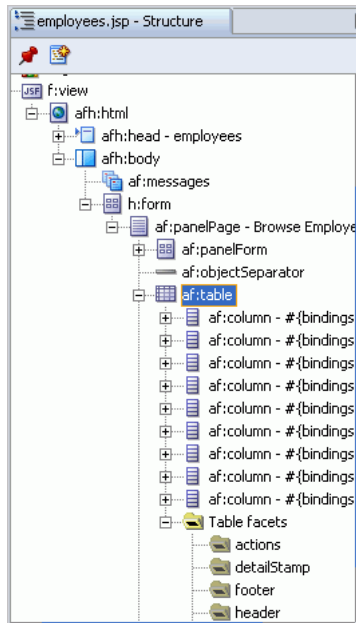 employees.jsp - Structure
JSF f:view
afh:html
afh:head - employees
afh:body
af:messages
h:form
af:panelPage - Browse Employe
af:panelForm
af:objectSeparator
af:table
af:column - #{bindings
af:column - #{bindings
af:column - #{bindings
af:column - #{bindings
af:column - #{bindings
af:column - #{bindings
af:column - #{bindings
af:column - #{bindings
af:column - #{bindings
Table facets
actions
detailStamp
footer
header